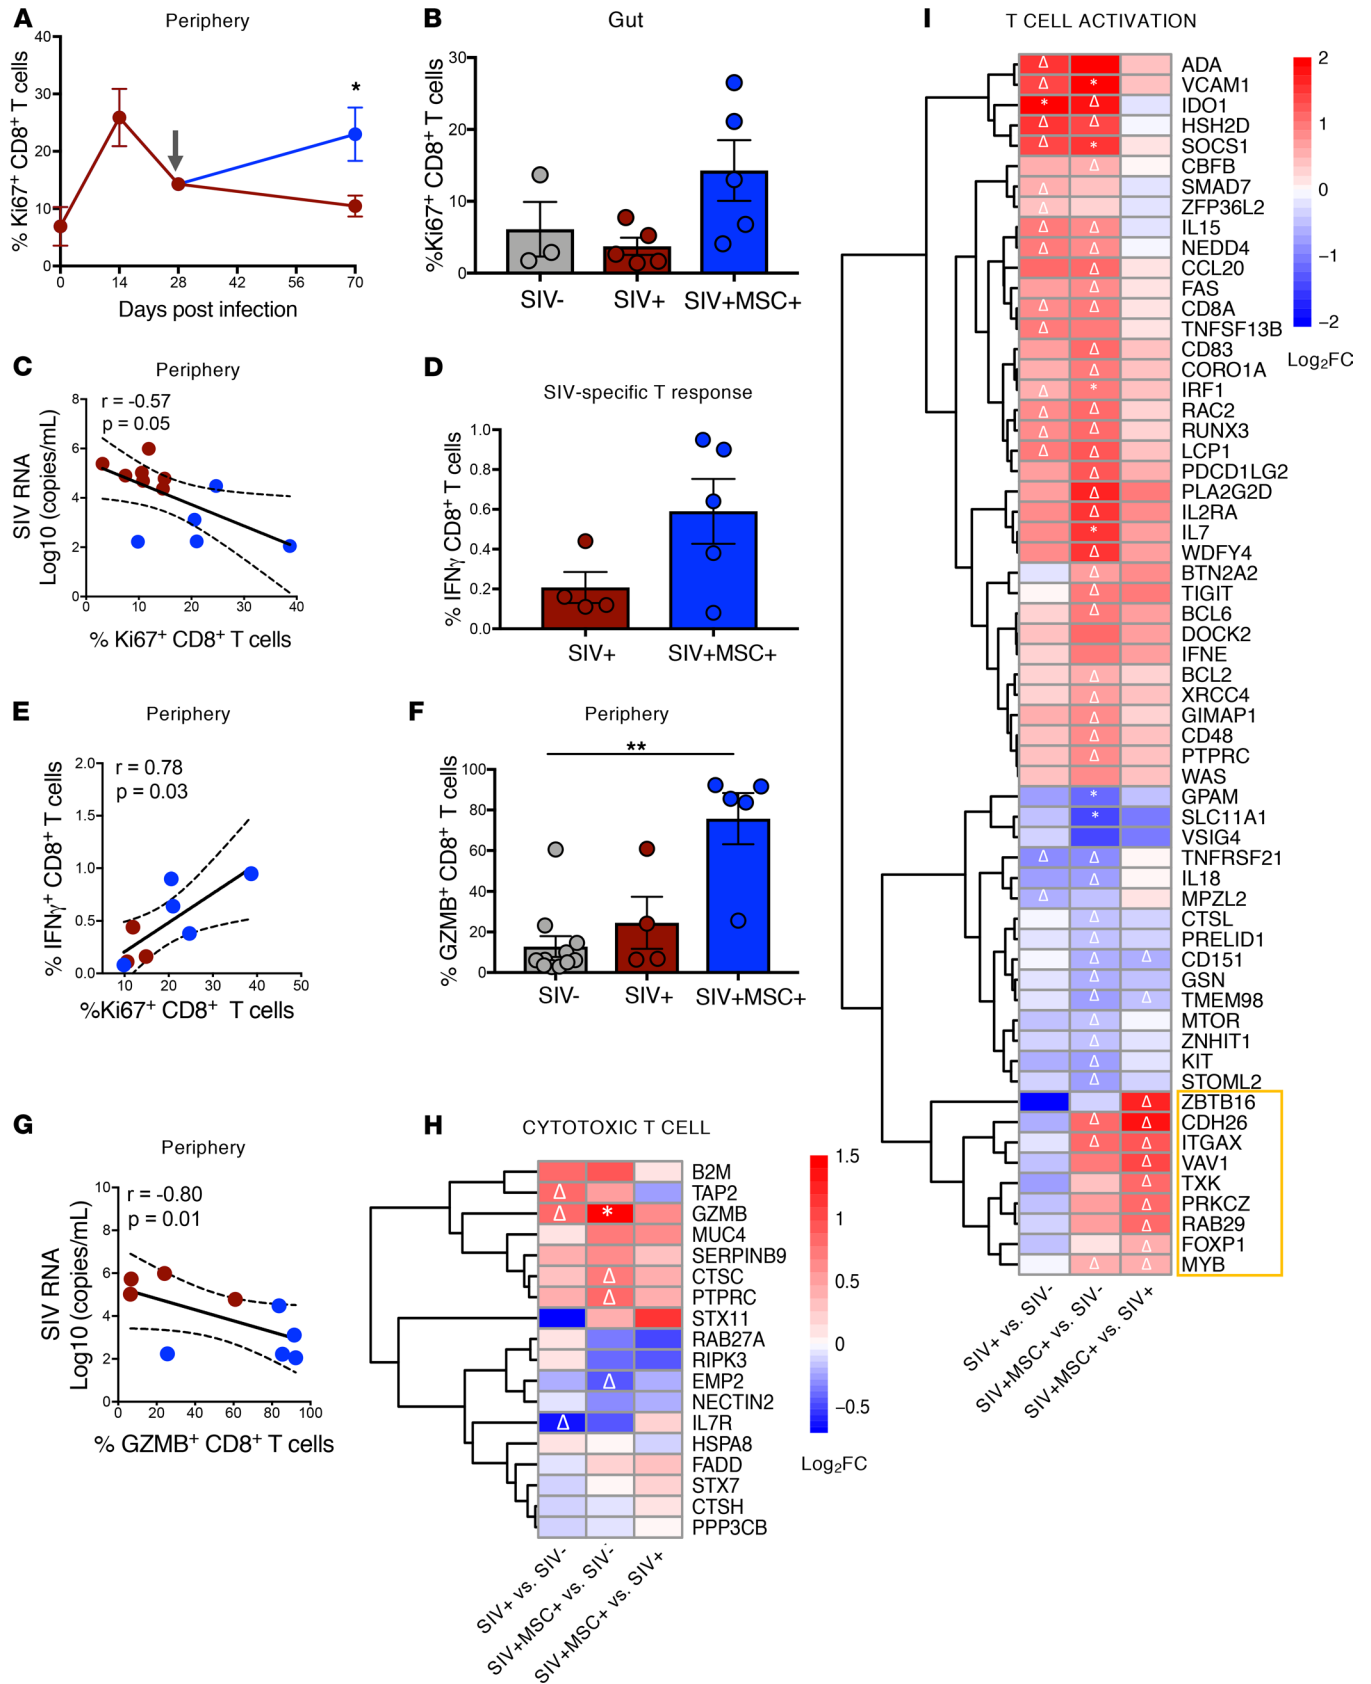 A
Periphery
% Ki67+ CD8+ T cells
40
30
20
10
0
*
0 14 28 42 56 70
Days post infection
B
Gut
%Ki67+ CD8+ T cells
30
20
10
0
SIV- SIV+ SIV+MSC+
C
Periphery
r = -0.57
p = 0.05
SIV RNA
Log10 (copies/mL)
8
6
4
2
0
0 10 20 30 40
% Ki67+ CD8+ T cells
D
SIV-specific T response
% IFNγ CD8+ T cells
1.0
0.8
0.6
0.4
0.2
0.0
SIV+ SIV+MSC+
E
Periphery
r = 0.78
p = 0.03
% IFNγ+ CD8+ T cells
2.0
1.5
1.0
0.5
0.0
0 10 20 30 40 50
%Ki67+ CD8+ T cells
F
Periphery
**
% GZMB+ CD8+ T cells
100
80
60
40
20
0
SIV- SIV+ SIV+MSC+
G
Periphery
r = -0.80
p = 0.01
SIV RNA
Log10 (copies/mL)
10
8
6
4
2
0
0 20 40 60 80 100
% GZMB+ CD8+ T cells
H
CYTOTOXIC T CELL
B2M
TAP2
GZMB
MUC4
SERPINB9
CTSC
PTPRC
STX11
RAB27A
RIPK3
EMP2
NECTIN2
IL7R
HSPA8
FADD
STX7
CTSH
PPP3CB
SIV+ vs. SIV-
SIV+MSC+ vs. SIV-
SIV+MSC+ vs. SIV+
1.5
1
0.5
0
−0.5
Log2FC
I
T CELL ACTIVATION
ADA
VCAM1
IDO1
HSH2D
SOCS1
CBFB
SMAD7
ZFP36L2
IL15
NEDD4
CCL20
FAS
CD8A
TNFSF13B
CD83
CORO1A
IRF1
RAC2
RUNX3
LCP1
PDCD1LG2
PLA2G2D
IL2RA
IL7
WDFY4
BTN2A2
TIGIT
BCL6
DOCK2
IFNE
BCL2
XRCC4
GIMAP1
CD48
PTPRC
WAS
GPAM
SLC11A1
VSIG4
TNFRSF21
IL18
MPZL2
CTSL
PRELID1
CD151
GSN
TMEM98
MTOR
ZNHIT1
KIT
STOML2
ZBTB16
CDH26
ITGAX
VAV1
TXK
PRKCZ
RAB29
FOXP1
MYB
SIV+ vs. SIV-
SIV+MSC+ vs. SIV-
SIV+MSC+ vs. SIV+
2
1
0
−1
−2
Log2FC